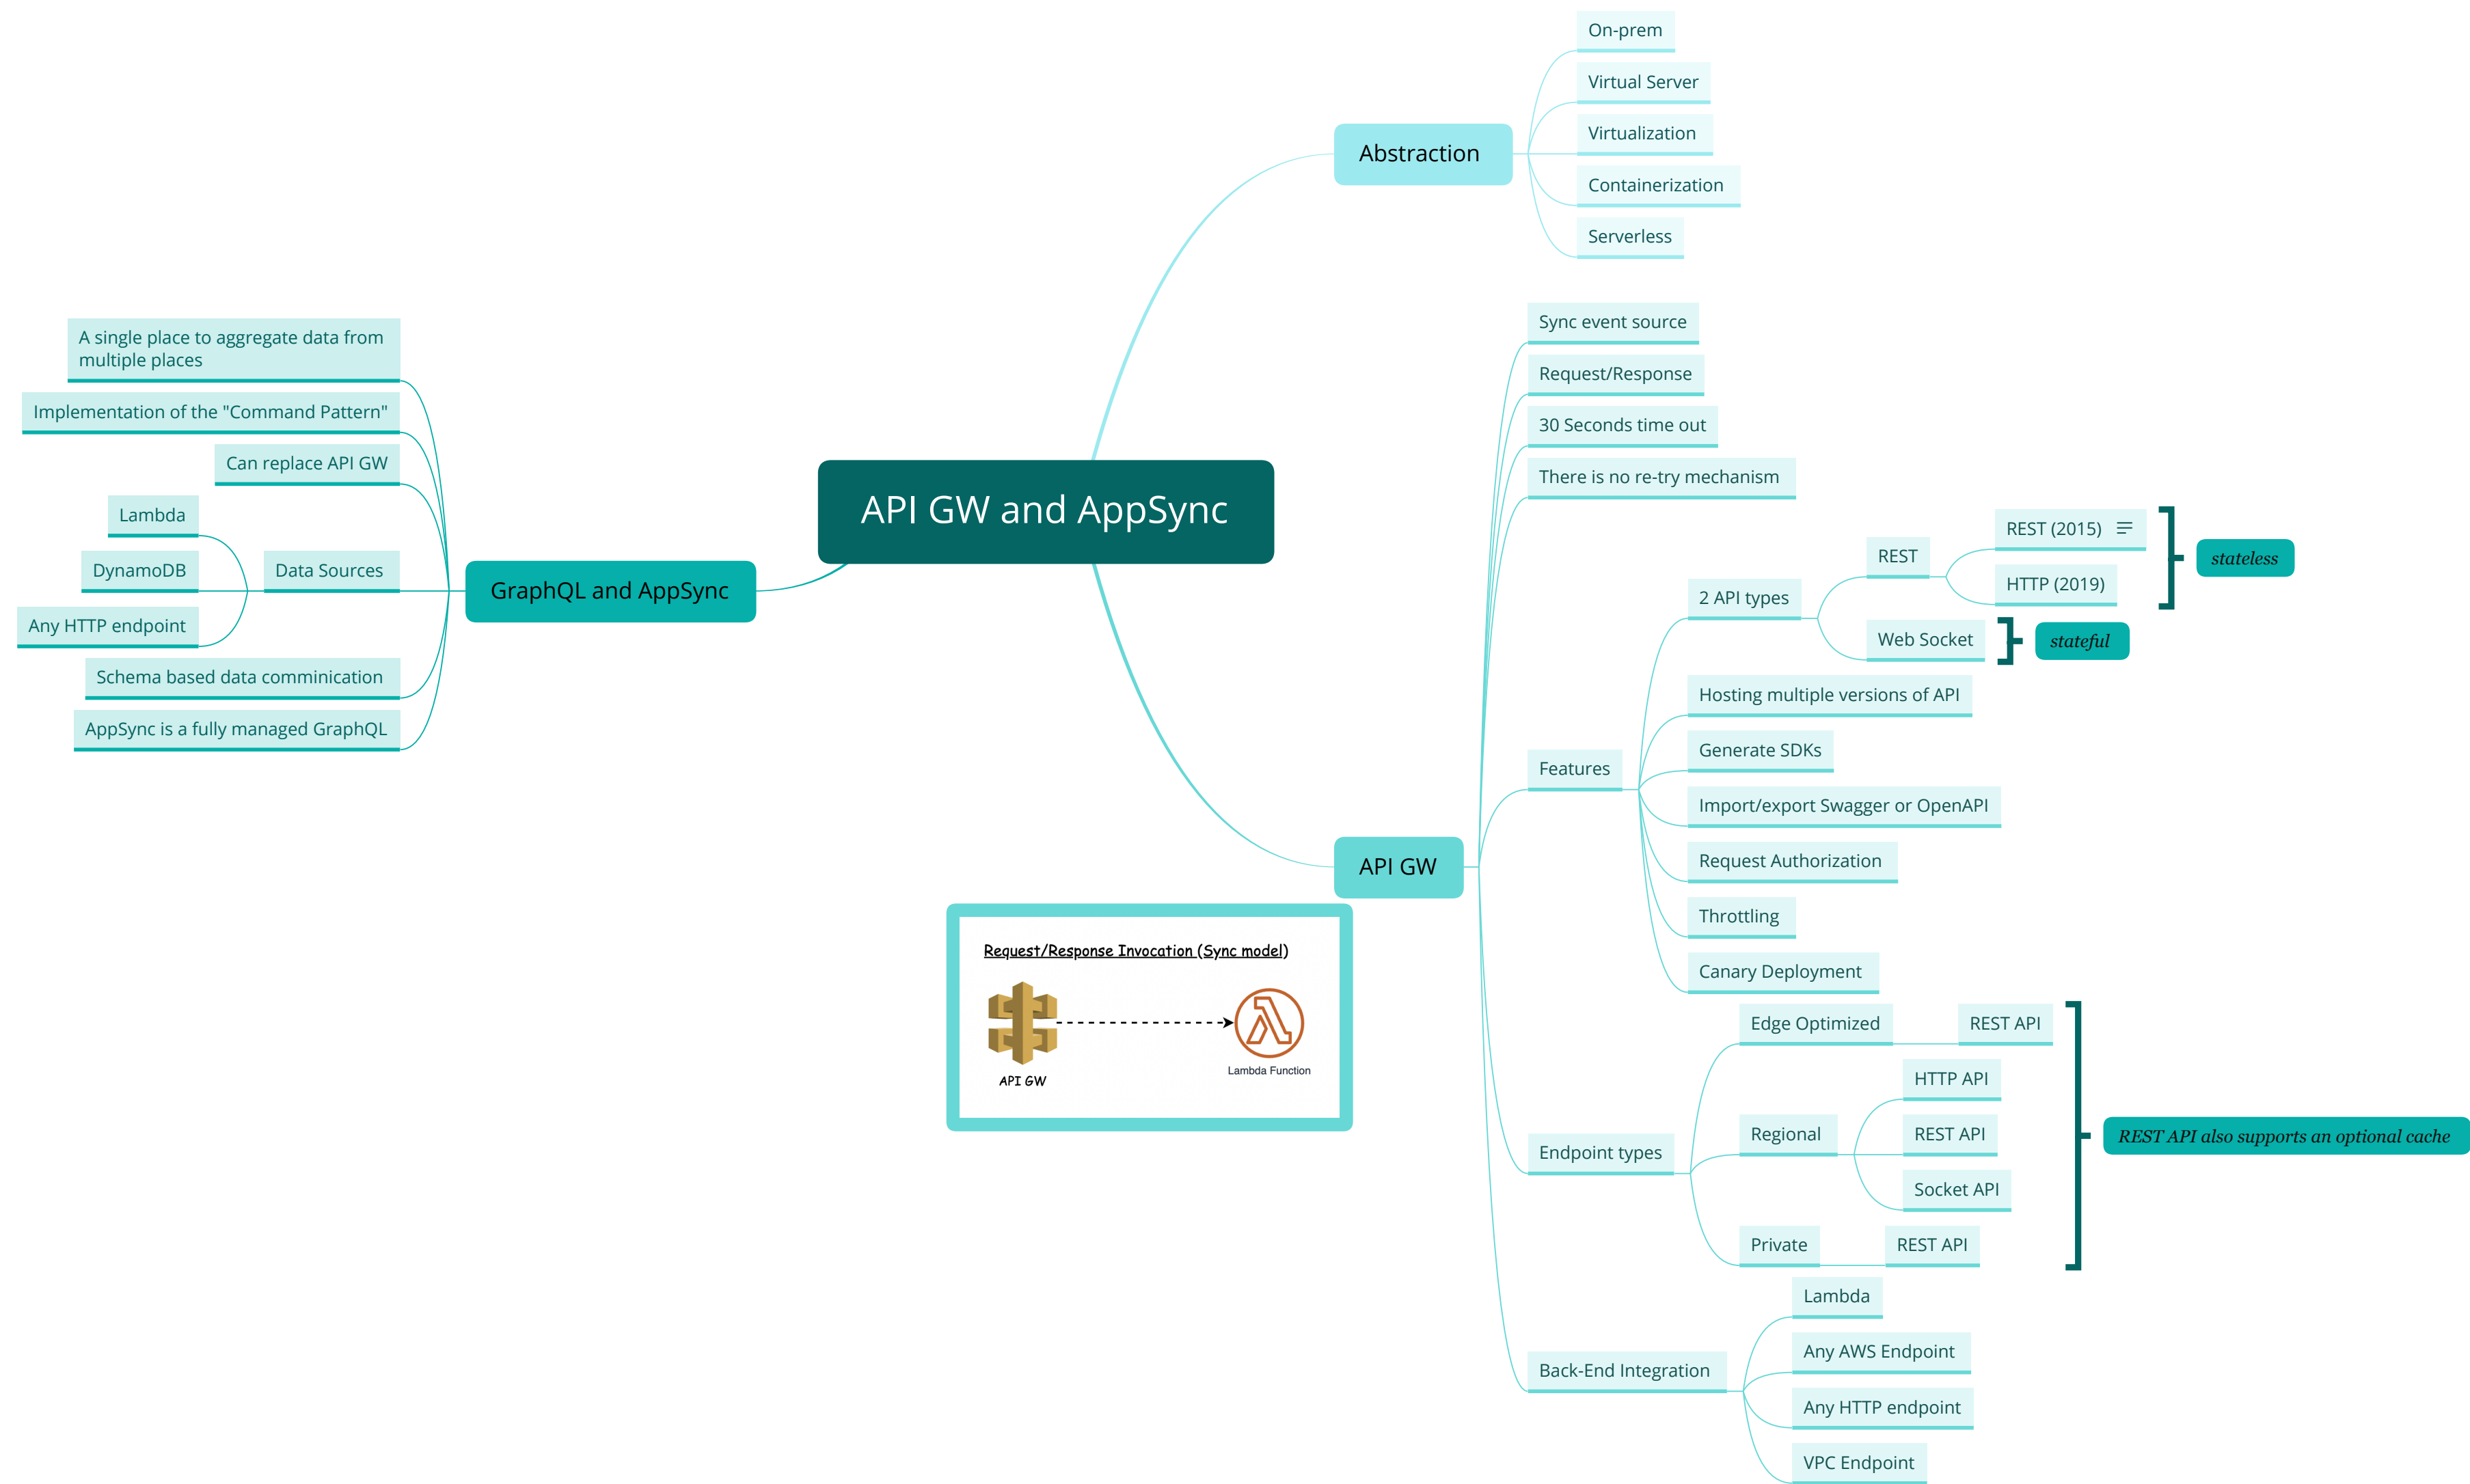 API GW and AppSync
Abstraction
On-prem
Virtual Server
Virtualization
Containerization
Serverless
API GW
Sync event source
Request/Response
30 Seconds time out
There is no re-try mechanism
Features
2 API types
REST
REST (2015)
HTTP (2019)
stateless
Web Socket
stateful
Hosting multiple versions of API
Generate SDKs
Import/export Swagger or OpenAPI
Request Authorization
Throttling
Canary Deployment
Endpoint types
Edge Optimized
REST API
Regional
HTTP API
REST API
Socket API
Private
REST API
REST API also supports an optional cache
Back-End Integration
Lambda
Any AWS Endpoint
Any HTTP endpoint
VPC Endpoint
Request/Response Invocation (Sync model)
API GW
Lambda Function
GraphQL and AppSync
A single place to aggregate data from
multiple places
Implementation of the "Command Pattern"
Can replace API GW
Data Sources
Lambda
DynamoDB
Any HTTP endpoint
Schema based data comminication
AppSync is a fully managed GraphQL